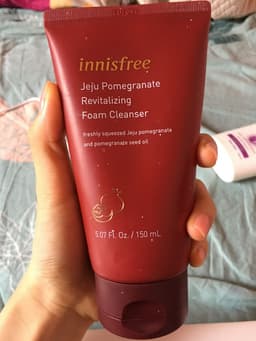 innisfree
Jeju Pomegranate
Revitalizing
Foam Cleanser
freshly squeezed Jeju pomegranate
and pomegranate seed oil
5.07 Fl. Oz. / 150 mL